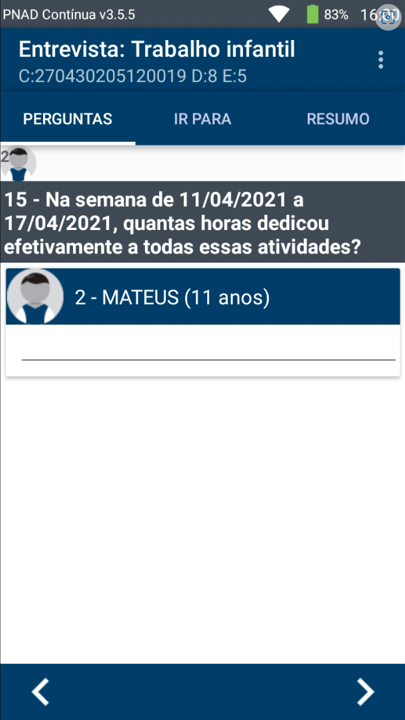 PNAD Contínua v3.5.5
83%
Entrevista: Trabalho infantil
C:270430205120019 D:8 E:5
PERGUNTAS IR PARA RESUMO
2
15 - Na semana de 11/04/2021 a
17/04/2021, quantas horas dedicou
efetivamente a todas essas atividades?
2 - MATEUS (11 anos)